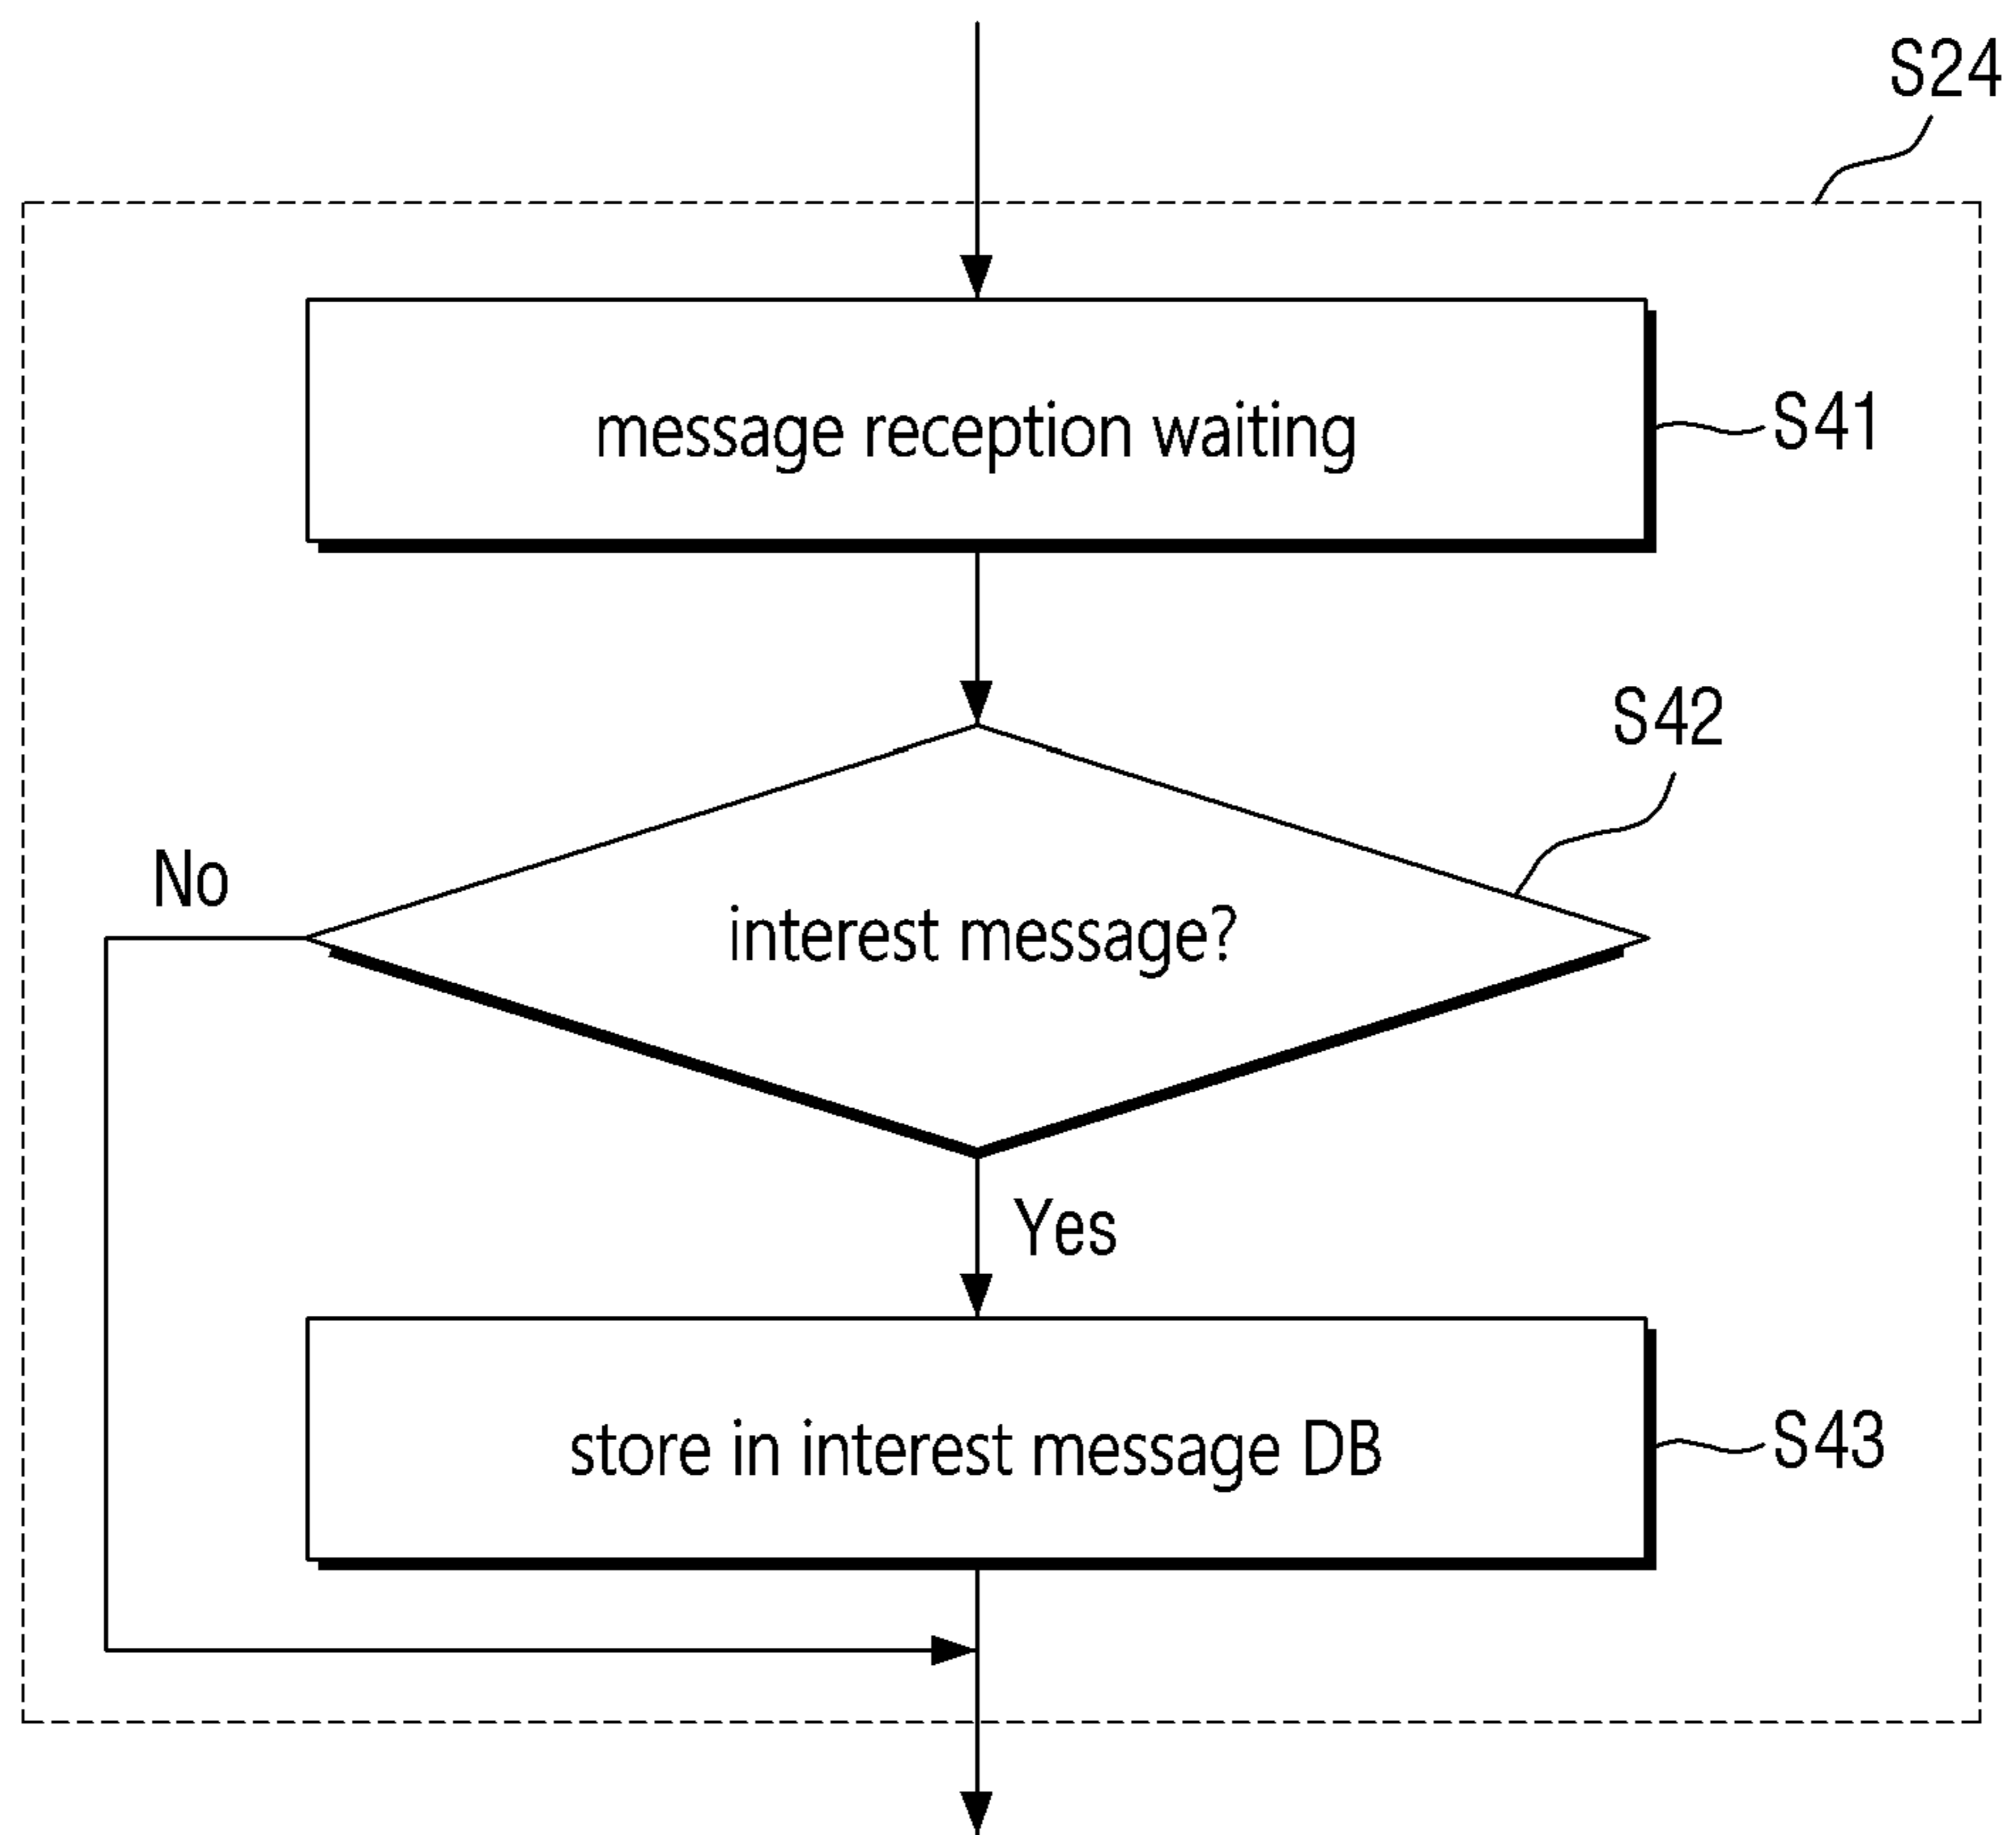 S24
message reception waiting
S41
S42
No
interest message?
Yes
store in interest message DB
S43